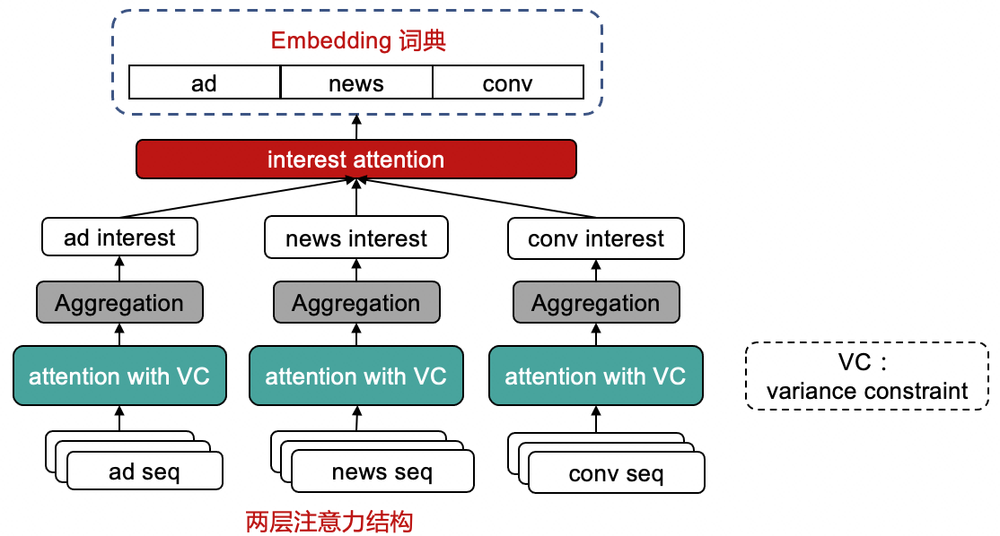 Embedding 词典
ad news conv
interest attention
ad interest news interest conv interest
Aggregation Aggregation Aggregation
attention with VC attention with VC attention with VC
VC：
variance constraint
ad seq news seq conv seq
两层注意力结构